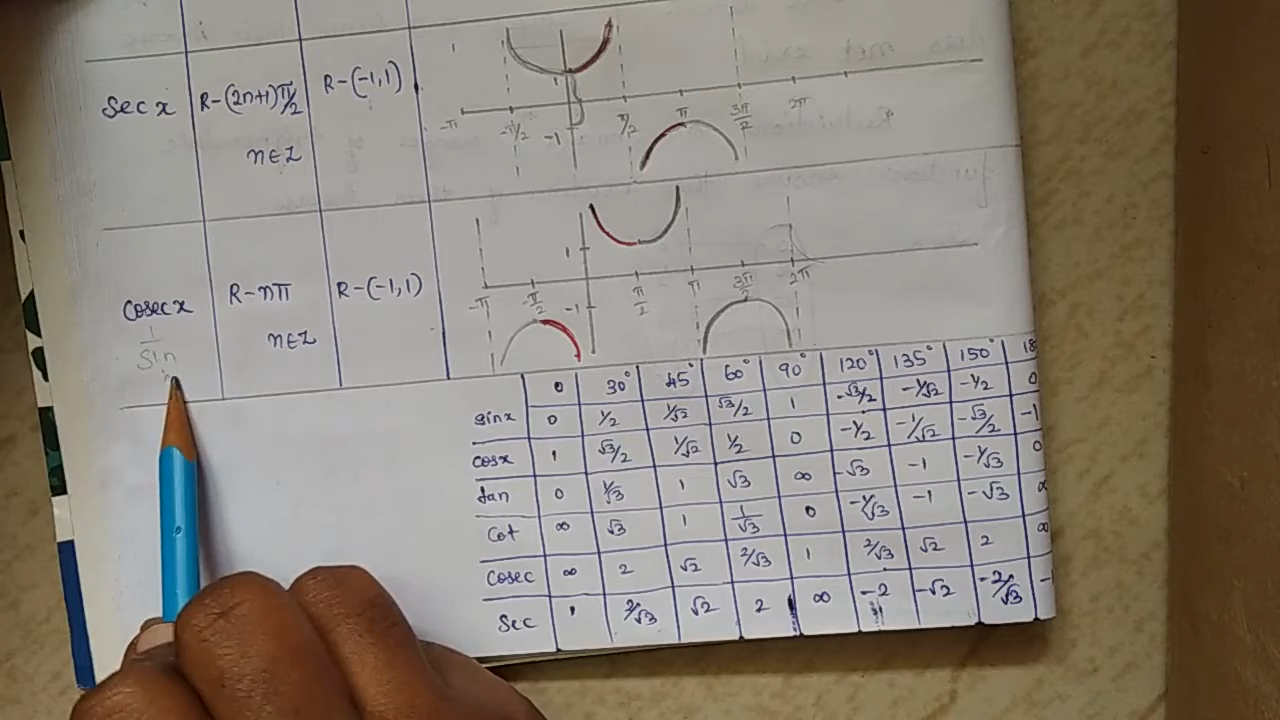 sec x R-(2n+1)π/2 R-(-1,1)
n∈Z
1
-1
-π -π/2 π/2 π 3π/2 2π
cosec x R-nπ R-(-1,1)
n∈Z
1
sin
1
-1
-π -π/2 π/2 π 3π/2 2π
0 30° 45° 60° 90° 120° 135° 150° 18
sinx 0 1/2 1/√2 √3/2 1 -√3/2 -1/√2 -1/2 0
cosx 1 √3/2 1/√2 1/2 0 -1/2 -1/√2 -√3/2 -1
tan 0 1/√3 1 √3 ∞ -√3 -1 -1/√3 0
cot ∞ √3 1 1/√3 0 -1/√3 -1 -√3 ∞
cosec ∞ 2 √2 2/√3 1 2/√3 √2 2 ∞
sec 1 2/√3 √2 2 ∞ -2 -√2 -2/√3 -1